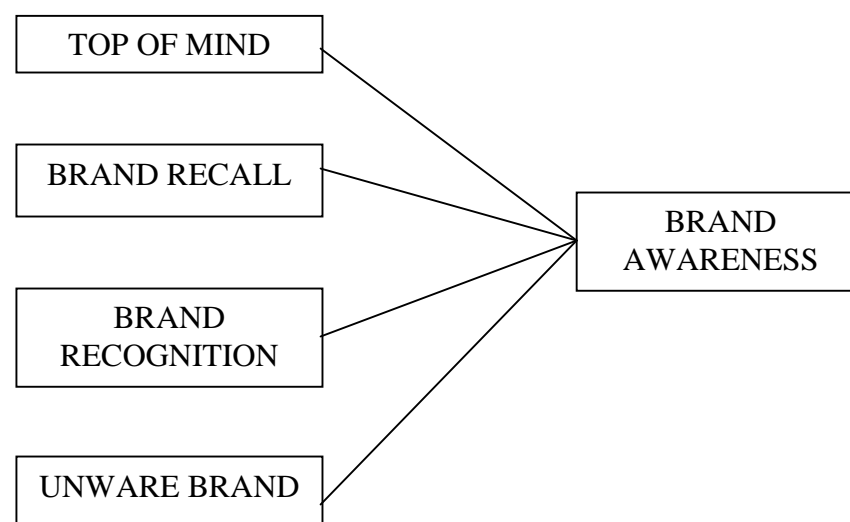 TOP OF MIND
BRAND RECALL
BRAND
RECOGNITION
UNWARE BRAND
BRAND
AWARENESS